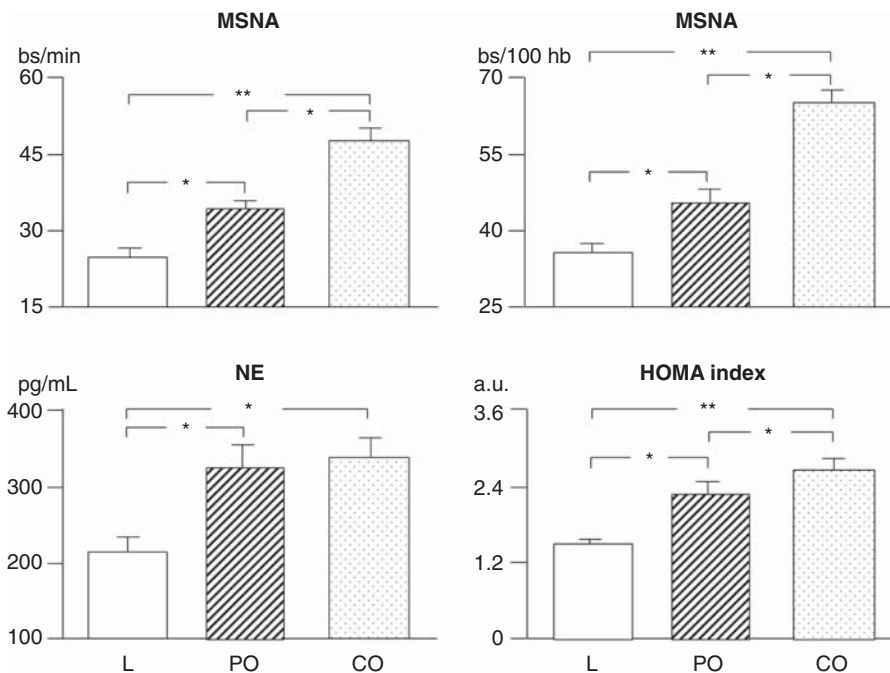 MSNA
bs/min
60
45
30
15
**
*
*
MSNA
bs/100 hb
70
55
40
25
**
*
*
NE
pg/mL
400
300
200
100
*
*
L PO CO
HOMA index
a.u.
3.6
2.4
1.2
0
**
*
*
L PO CO